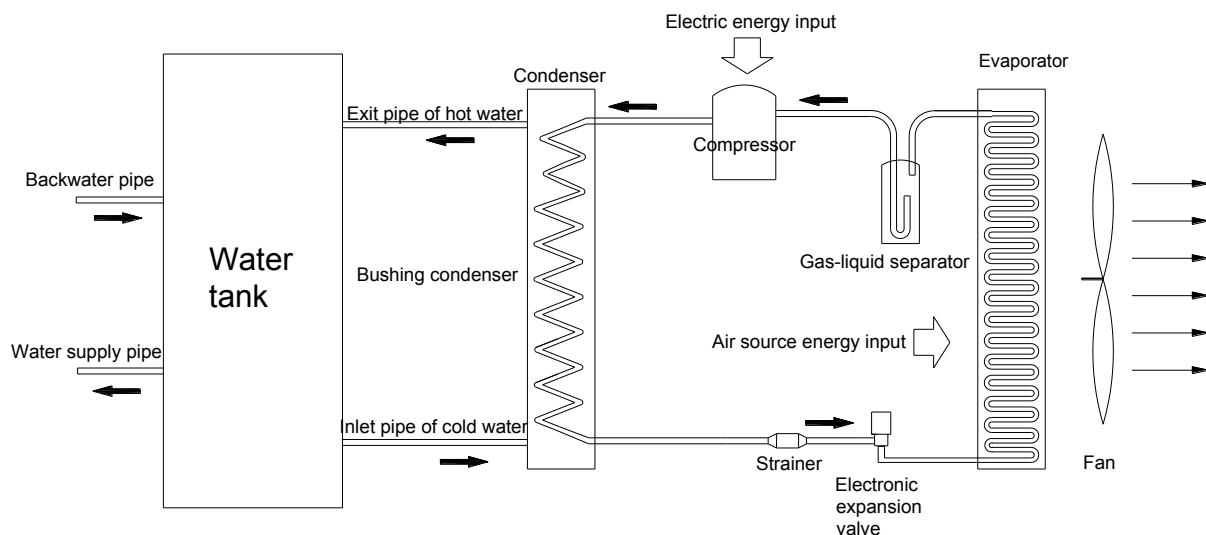 Electric energy input
Condenser
Evaporator
Exit pipe of hot water
Compressor
Backwater pipe
Water
tank
Bushing condenser
Gas-liquid separator
Air source energy input
Water supply pipe
Inlet pipe of cold water
Strainer
Fan
Electronic
expansion
valve